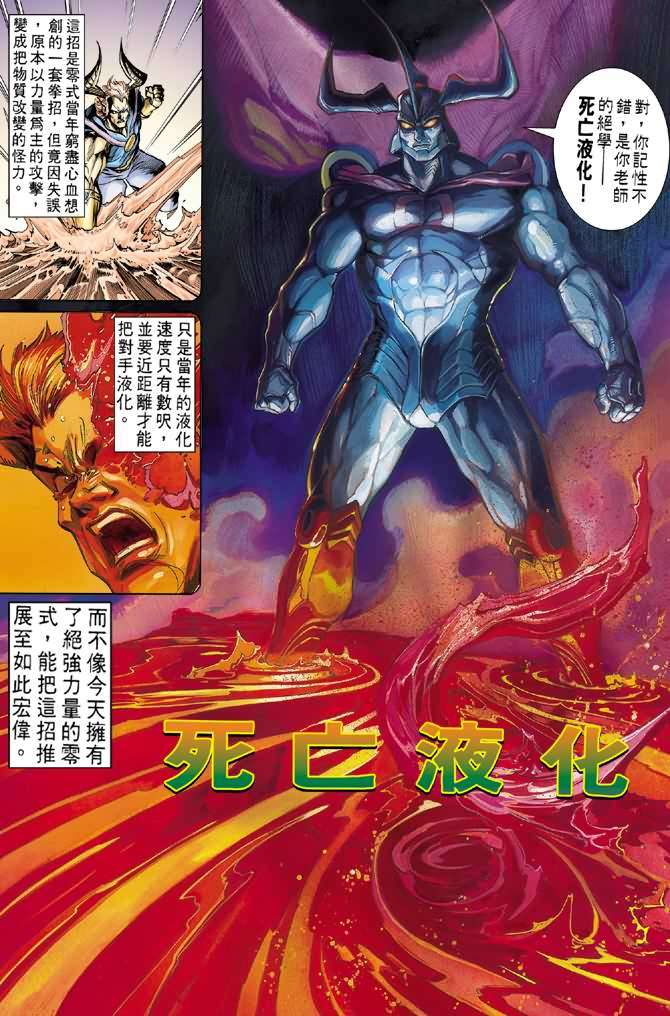 對，你記性不
錯，是你老師
的絕學——
死亡液化！
這招是零式當年窮盡心血想
創的一套拳招，但竟因失誤
，原本以力量為主的攻擊，
變成把物質改變的怪力。
只是當年的液化
速度只有數呎，
並要近距離才能
把對手液化。
而不像今天擁有
了絕強力量的零
式，能把這招推
展至如此宏偉。
死亡液化